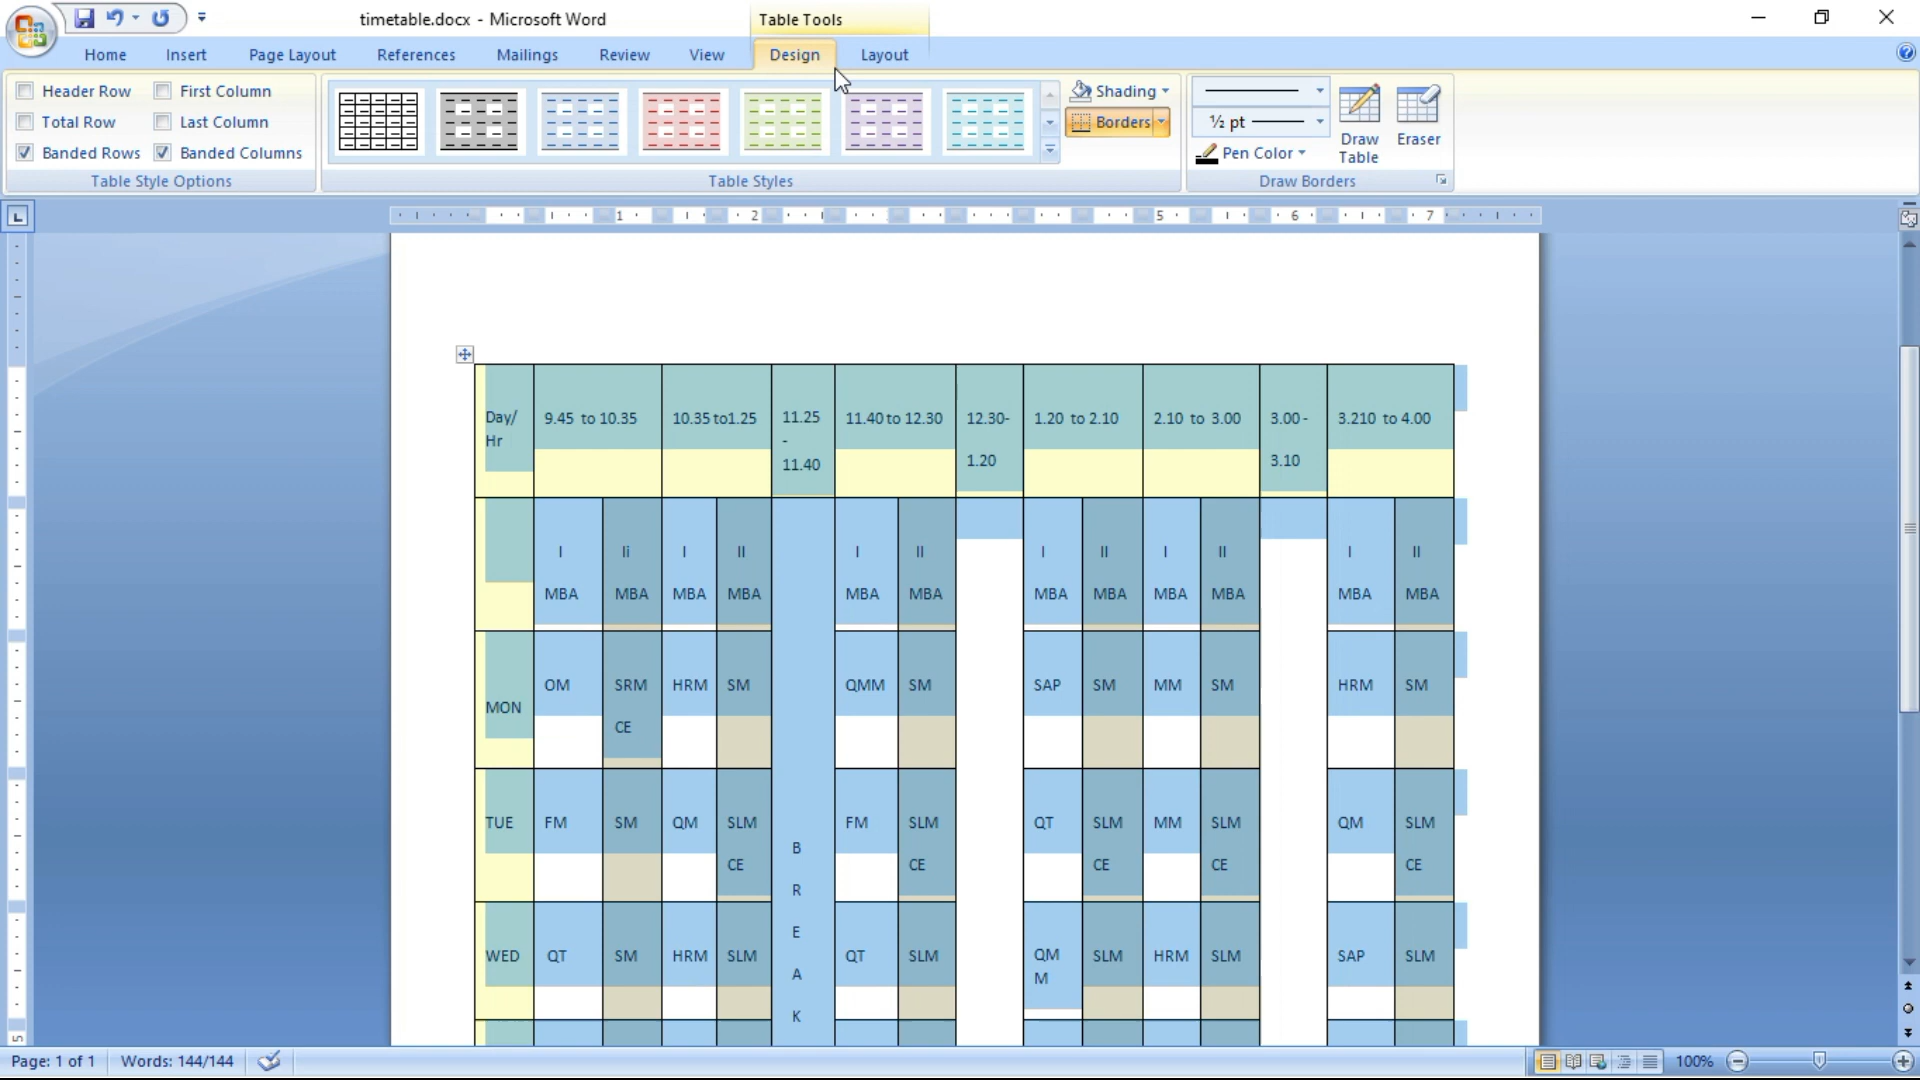 timetable.docx - Microsoft Word
Table Tools
Home Insert Page Layout References Mailings Review View Design Layout
Header Row First Column
Total Row Last Column
Banded Rows Banded Columns
Table Style Options
Table Styles
Shading
Borders
½ pt
Pen Color
Draw Table
Eraser
Draw Borders
1 2 5 6 7
Day/ Hr 9.45 to 10.35 10.35 to1.25 11.25 - 11.40 11.40 to 12.30 12.30- 1.20 1.20 to 2.10 2.10 to 3.00 3.00 - 3.10 3.210 to 4.00
I MBA Ii MBA I MBA II MBA I MBA II MBA I MBA II MBA I MBA II MBA I MBA II MBA
MON OM SRM CE HRM SM QMM SM SAP SM MM SM HRM SM
TUE FM SM QM SLM CE FM SLM CE QT SLM CE MM SLM CE QM SLM CE
B
R
E
A
K
WED QT SM HRM SLM QT SLM QM M SLM HRM SLM SAP SLM
5
Page: 1 of 1 Words: 144/144 100%